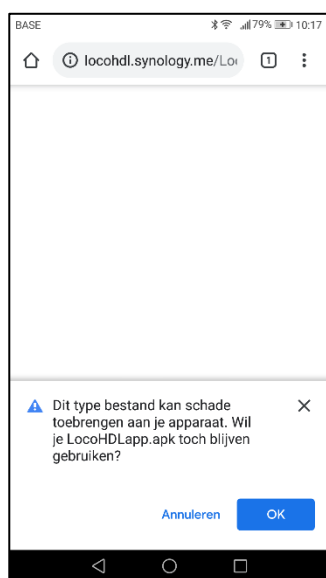 BASE 79% 10:17
locohdl.synology.me/Loc 1
Dit type bestand kan schade
toebrengen aan je apparaat. Wil
je LocoHDLapp.apk toch blijven
gebruiken?
Annuleren OK